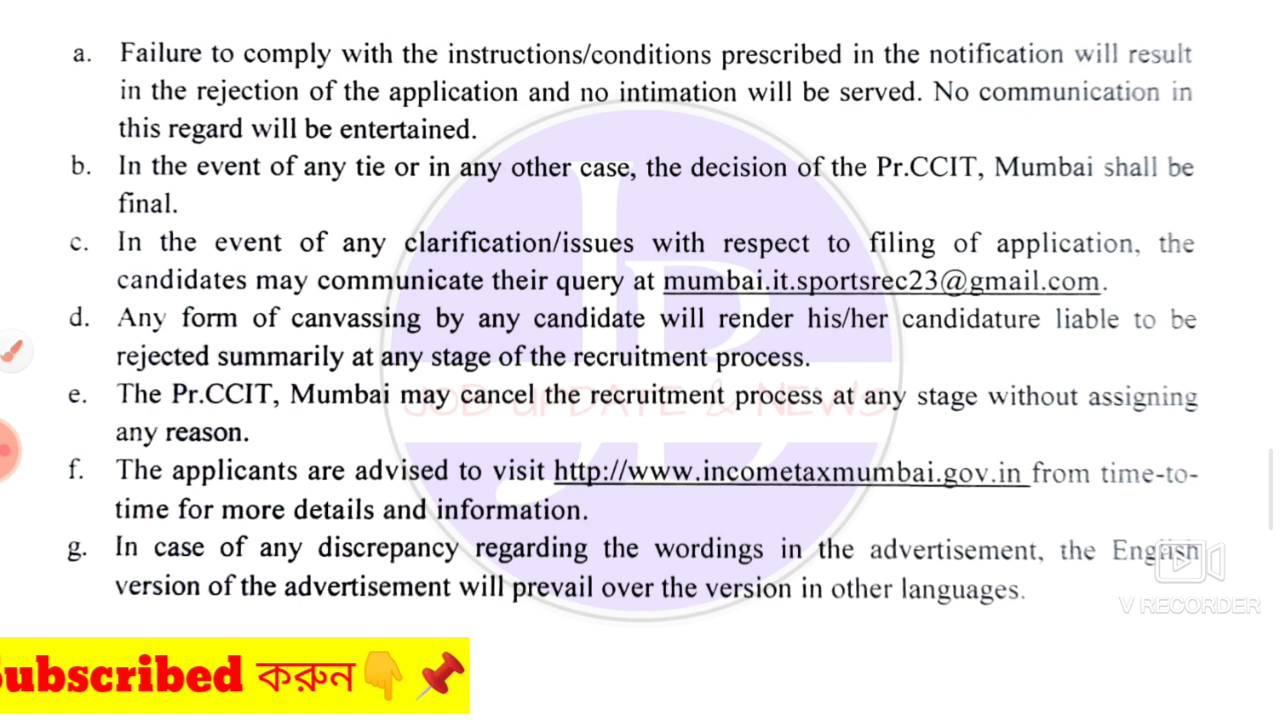 a. Failure to comply with the instructions/conditions prescribed in the notification will result
in the rejection of the application and no intimation will be served. No communication in
this regard will be entertained.
b. In the event of any tie or in any other case, the decision of the Pr.CCIT, Mumbai shall be
final.
c. In the event of any clarification/issues with respect to filing of application, the
candidates may communicate their query at mumbai.it.sportsrec23@gmail.com.
d. Any form of canvassing by any candidate will render his/her candidature liable to be
rejected summarily at any stage of the recruitment process.
JOB UPDATE & NEWS
e. The Pr.CCIT, Mumbai may cancel the recruitment process at any stage without assigning
any reason.
f. The applicants are advised to visit http://www.incometaxmumbai.gov.in from time-to-
time for more details and information.
g. In case of any discrepancy regarding the wordings in the advertisement, the English
version of the advertisement will prevail over the version in other languages.
V RECORDER
Subscribed করুন👇📌